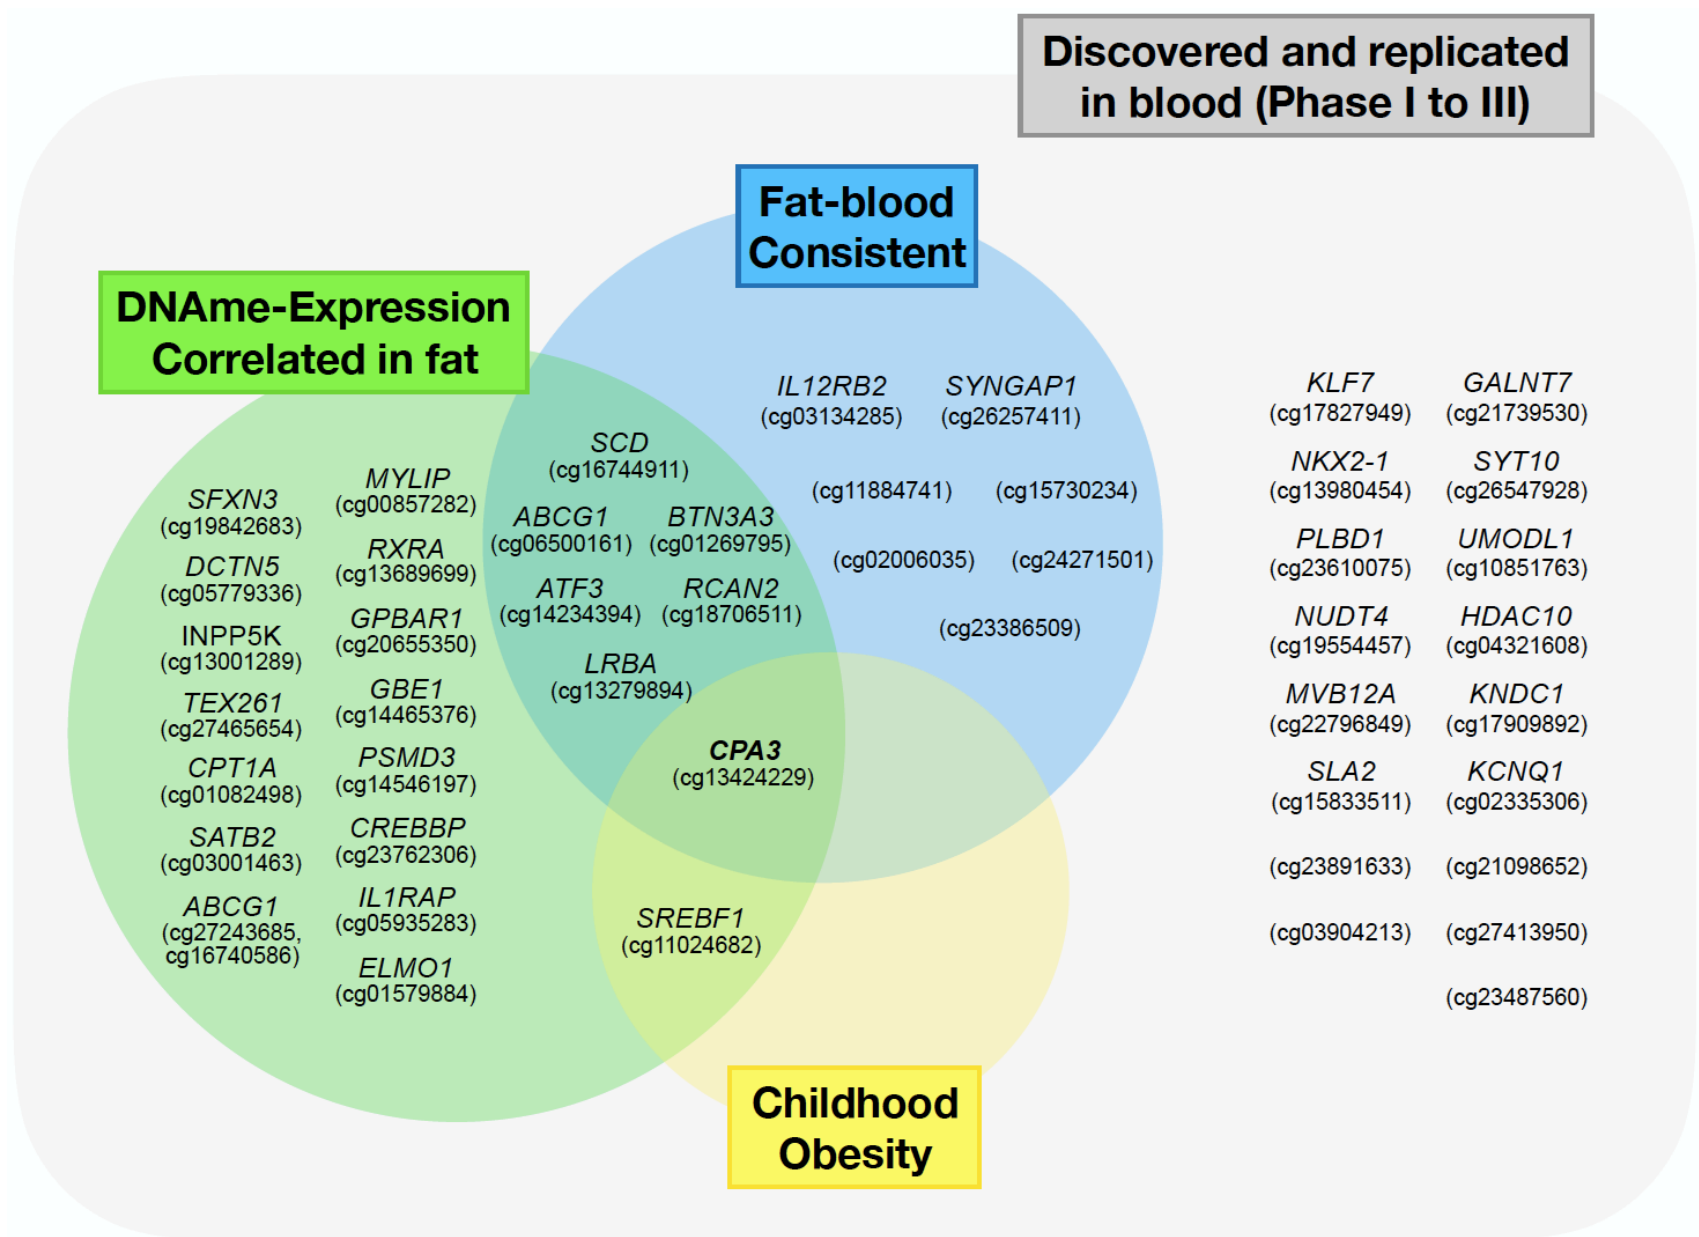 Discovered and replicated
in blood (Phase I to III)
Fat-blood
Consistent
DNAme-Expression
Correlated in fat
SFXN3
(cg19842683)
DCTN5
(cg05779336)
INPP5K
(cg13001289)
TEX261
(cg27465654)
CPT1A
(cg01082498)
SATB2
(cg03001463)
ABCG1
(cg27243685,
cg16740586)
MYLIP
(cg00857282)
RXRA
(cg13689699)
GPBAR1
(cg20655350)
GBE1
(cg14465376)
PSMD3
(cg14546197)
CREBBP
(cg23762306)
IL1RAP
(cg05935283)
ELMO1
(cg01579884)
SCD
(cg16744911)
ABCG1
(cg06500161)
BTN3A3
(cg01269795)
ATF3
(cg14234394)
RCAN2
(cg18706511)
LRBA
(cg13279894)
CPA3
(cg13424229)
SREBF1
(cg11024682)
IL12RB2
(cg03134285)
SYNGAP1
(cg26257411)
(cg11884741)
(cg15730234)
(cg02006035)
(cg24271501)
(cg23386509)
KLF7
(cg17827949)
NKX2-1
(cg13980454)
PLBD1
(cg23610075)
NUDT4
(cg19554457)
MVB12A
(cg22796849)
SLA2
(cg15833511)
(cg23891633)
(cg03904213)
GALNT7
(cg21739530)
SYT10
(cg26547928)
UMODL1
(cg10851763)
HDAC10
(cg04321608)
KNDC1
(cg17909892)
KCNQ1
(cg02335306)
(cg21098652)
(cg27413950)
(cg23487560)
Childhood
Obesity